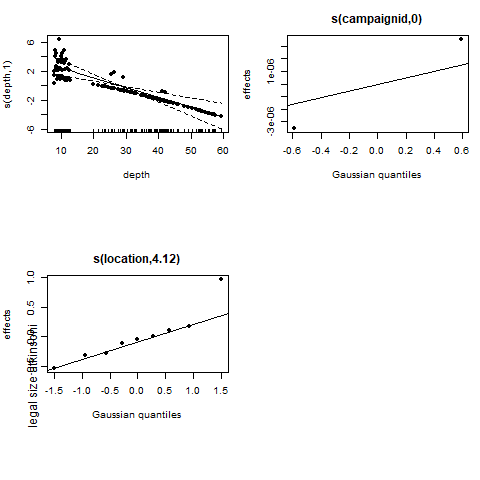 s(depth,1)
6
2
-2
-6
10 20 30 40 50 60
depth
s(campaignid,0)
effects
1e-06
-3e-06
-0.6 -0.4 -0.2 0.0 0.2 0.4 0.6
Gaussian quantiles
s(location,4.12)
effects
legal size
1.0
0.5
-1.5 -1.0 -0.5 0.0 0.5 1.0 1.5
Gaussian quantiles